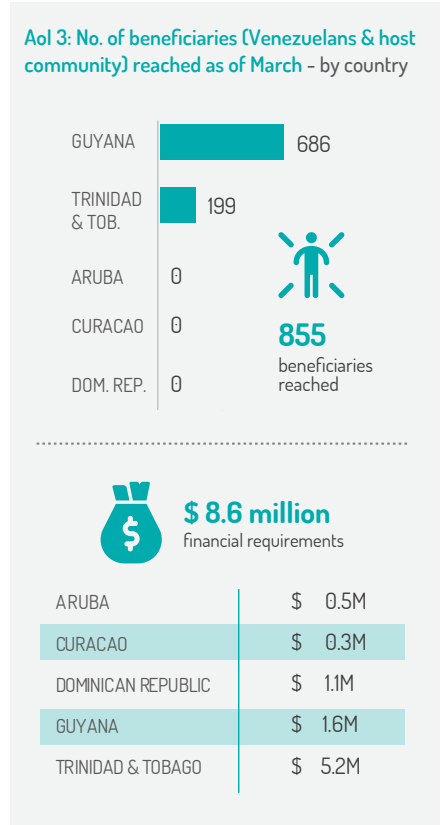 AoI 3: No. of beneficiaries (Venezuelans & host
community) reached as of March - by country
GUYANA 686
TRINIDAD
& TOB. 199
ARUBA 0
CURACAO 0
DOM. REP. 0
855
beneficiaries
reached
$
$ 8.6 million
financial requirements
ARUBA $ 0.5M
CURACAO $ 0.3M
DOMINICAN REPUBLIC $ 1.1M
GUYANA $ 1.6M
TRINIDAD & TOBAGO $ 5.2M